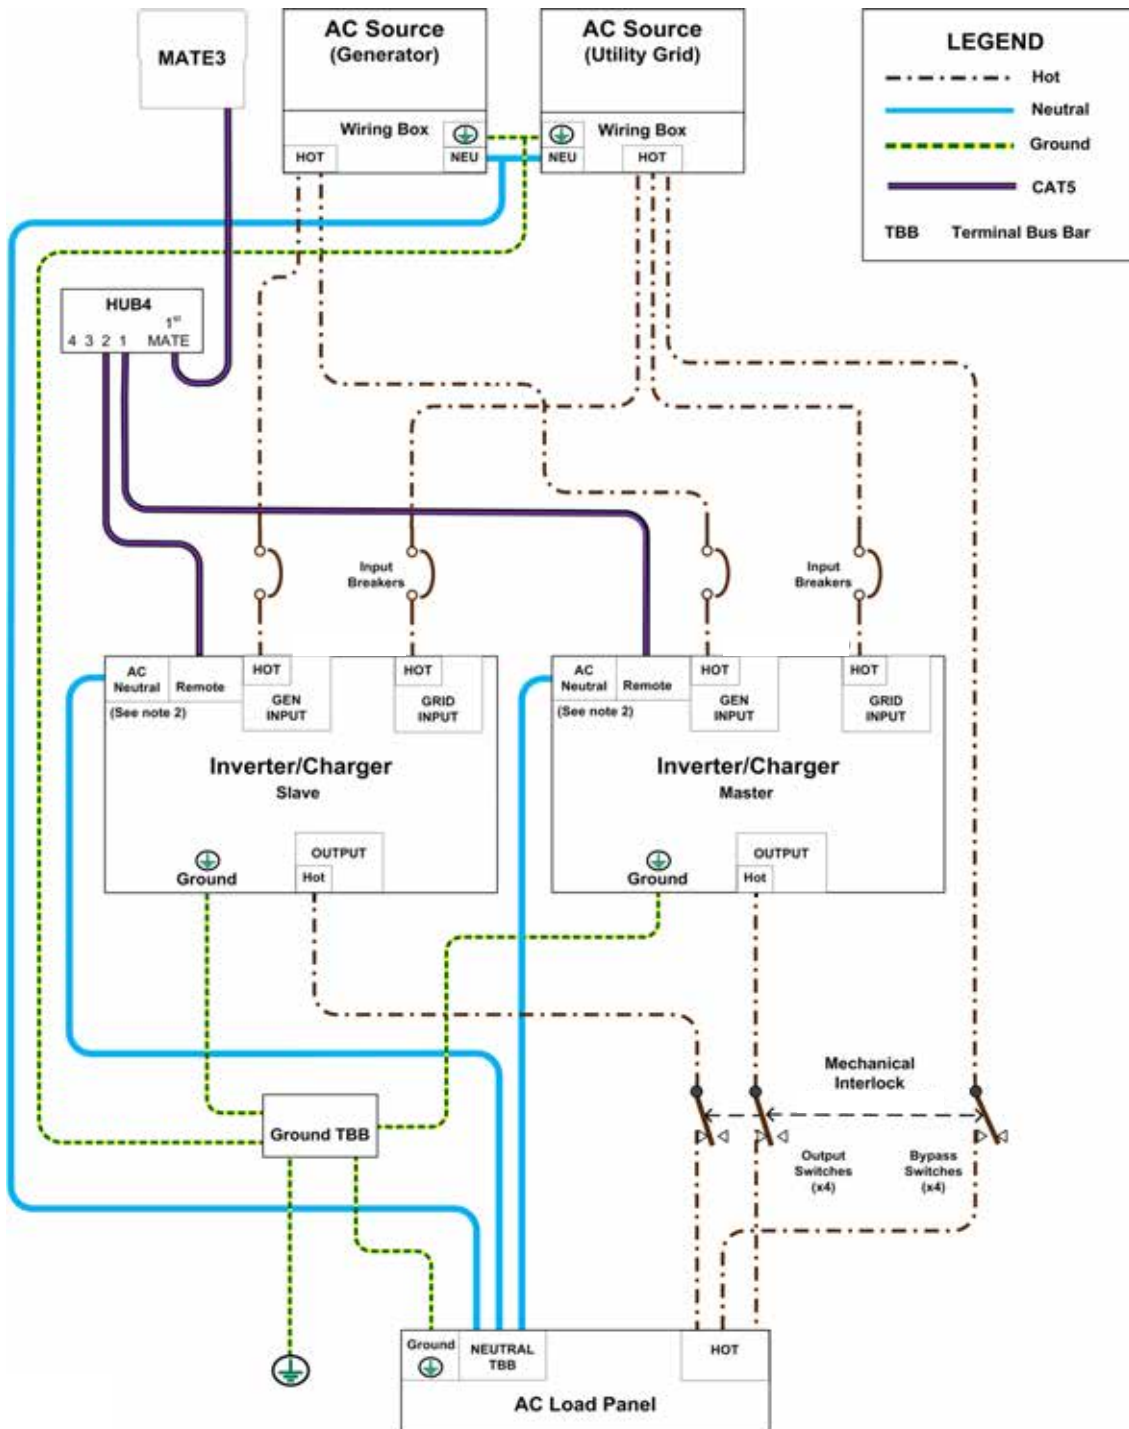 MATE3
AC Source
(Generator)
Wiring Box
HOT
NEU
AC Source
(Utility Grid)
Wiring Box
NEU
HOT
LEGEND
Hot
Neutral
Ground
CAT5
TBB Terminal Bus Bar
HUB4
1st
4 3 2 1 MATE
Input
Breakers
Input
Breakers
AC
Neutral
Remote
HOT
GEN
INPUT
HOT
GRID
INPUT
(See note 2)
Inverter/Charger
Slave
Ground
OUTPUT
Hot
AC
Neutral
Remote
HOT
GEN
INPUT
HOT
GRID
INPUT
(See note 2)
Inverter/Charger
Master
Ground
OUTPUT
Hot
Mechanical
Interlock
Output
Switches
(x4)
Bypass
Switches
(x4)
Ground TBB
Ground
NEUTRAL
TBB
HOT
AC Load Panel